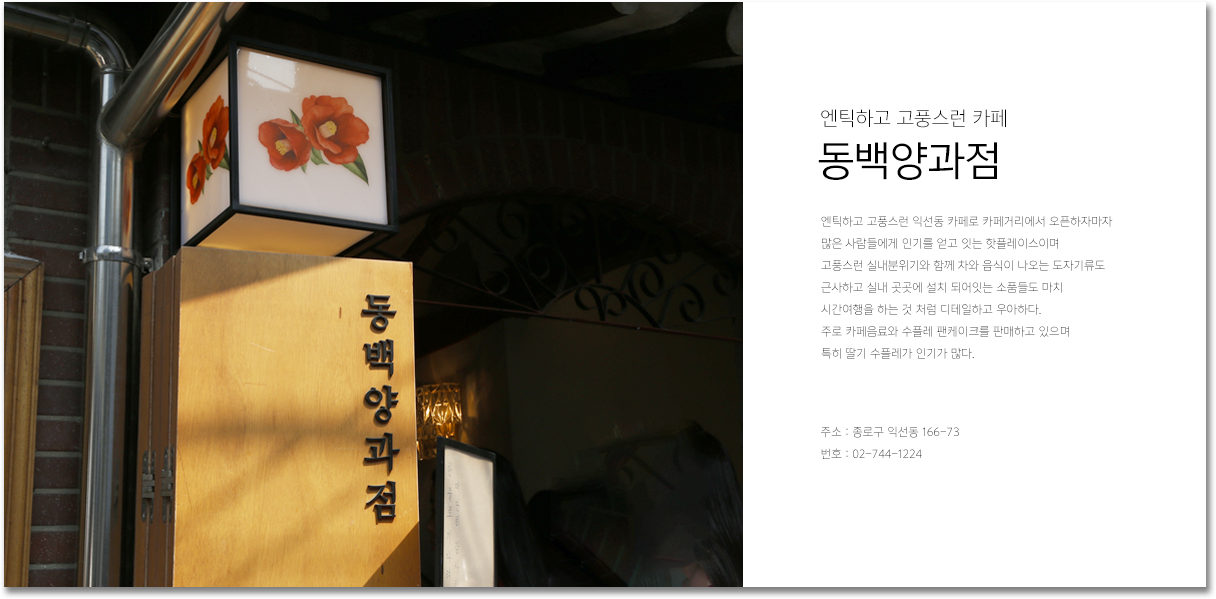 동백양과점
엔틱하고 고풍스런 카페
동백양과점
엔틱하고 고풍스런 익선동 카페로 카페거리에서 오픈하자마자
많은 사람들에게 인기를 얻고 잇는 핫플레이스이며
고풍스런 실내분위기와 함께 차와 음식이 나오는 도자기류도
근사하고 실내 곳곳에 설치 되어잇는 소품들도 마치
시간여행을 하는 것 처럼 디테일하고 우아하다.
주로 카페음료와 수플레 팬케이크를 판매하고 있으며
특히 딸기 수플레가 인기가 많다.
주소 : 종로구 익선동 166-73
번호 : 02-744-1224